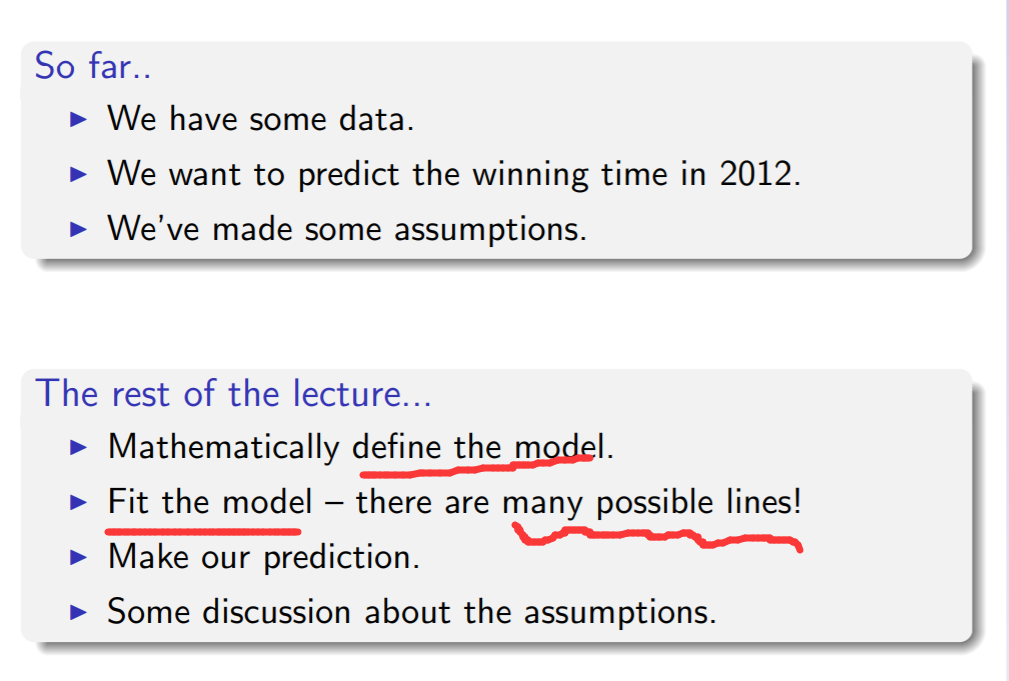 So far..
We have some data.
We want to predict the winning time in 2012.
We've made some assumptions.
The rest of the lecture...
Mathematically define the model.
Fit the model – there are many possible lines!
Make our prediction.
Some discussion about the assumptions.